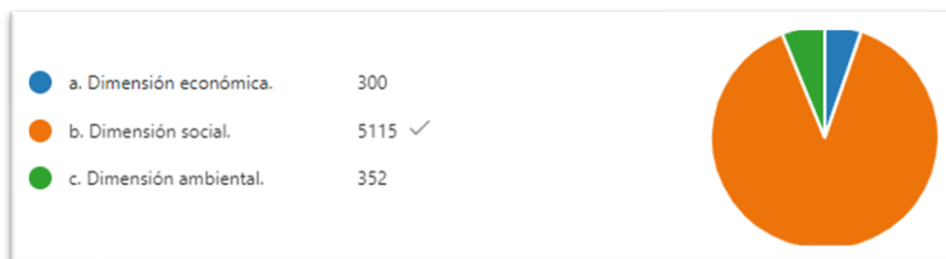 a. Dimensión económica. 300
b. Dimensión social. 5115 ✓
c. Dimensión ambiental. 352